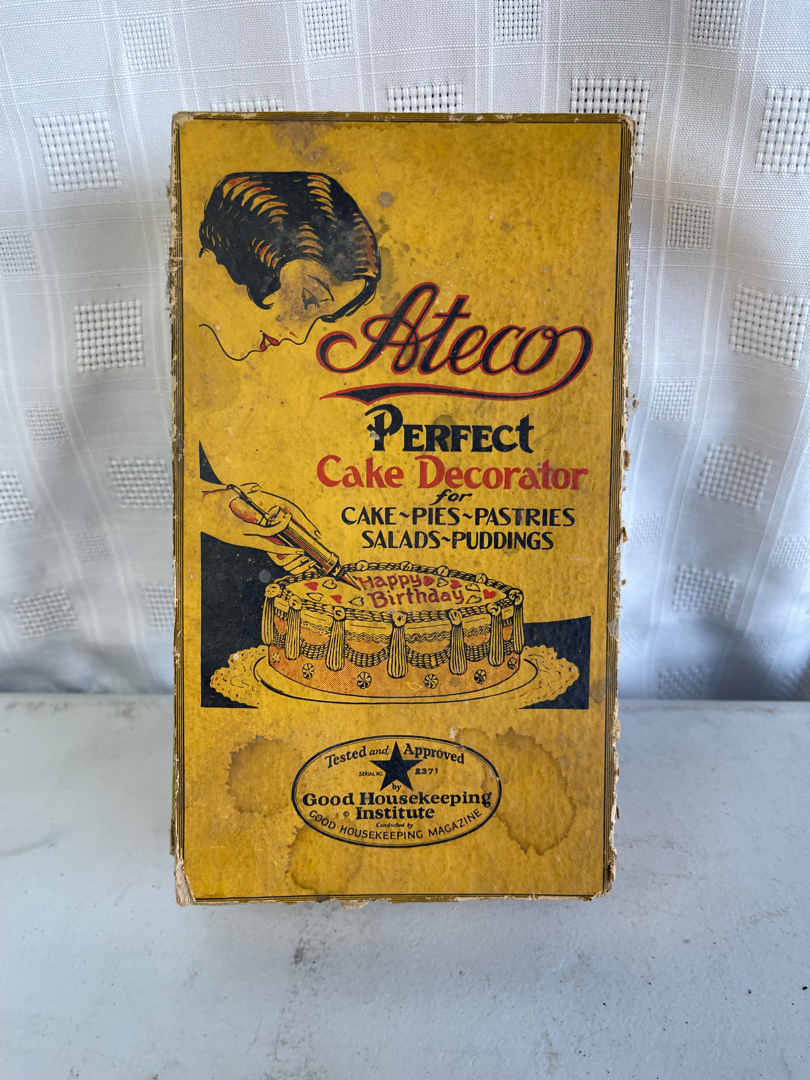 Ateco
PERFECT
Cake Decorator
for
CAKE~PIES~PASTRIES
SALADS~PUDDINGS
Happy
Birthday
Tested and Approved
SERIAL NO. 2371
by
Good Housekeeping
© Institute
Conducted by
GOOD HOUSEKEEPING MAGAZINE